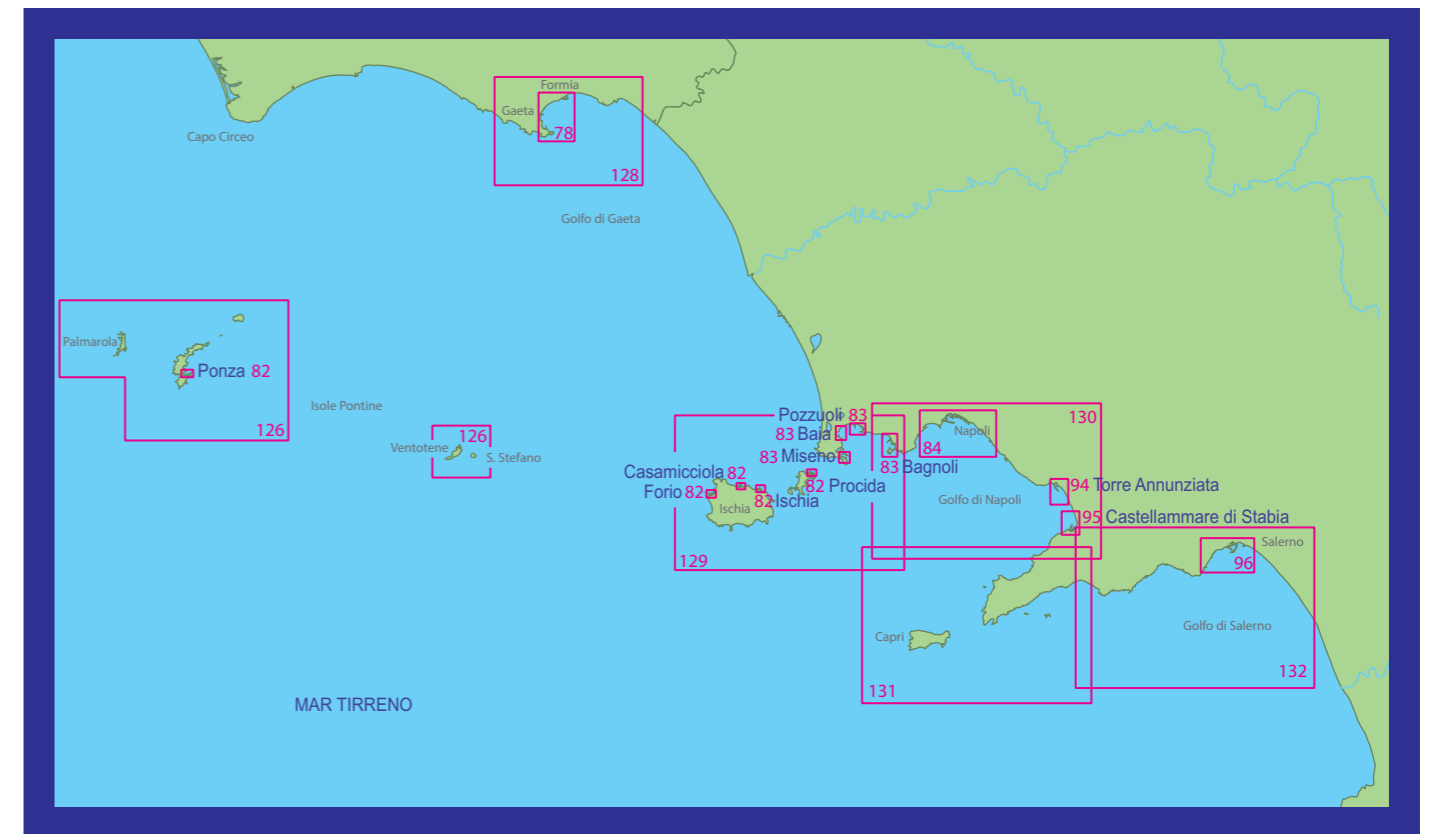 Formia
Gaeta
78
Capo Circeo
128
Golfo di Gaeta
Palmarola
Ponza 82
Isole Pontine
126
126
Ventotene
S. Stefano
Pozzuoli 83
130
83 Baia
Napoli
84
83 Miseno
83 Bagnoli
Casamicciola 82
82 Procida
Forio 82
82 Ischia
Ischia
Golfo di Napoli
94 Torre Annunziata
95 Castellammare di Stabia
129
Salerno
96
Capri
Golfo di Salerno
132
131
MAR TIRRENO